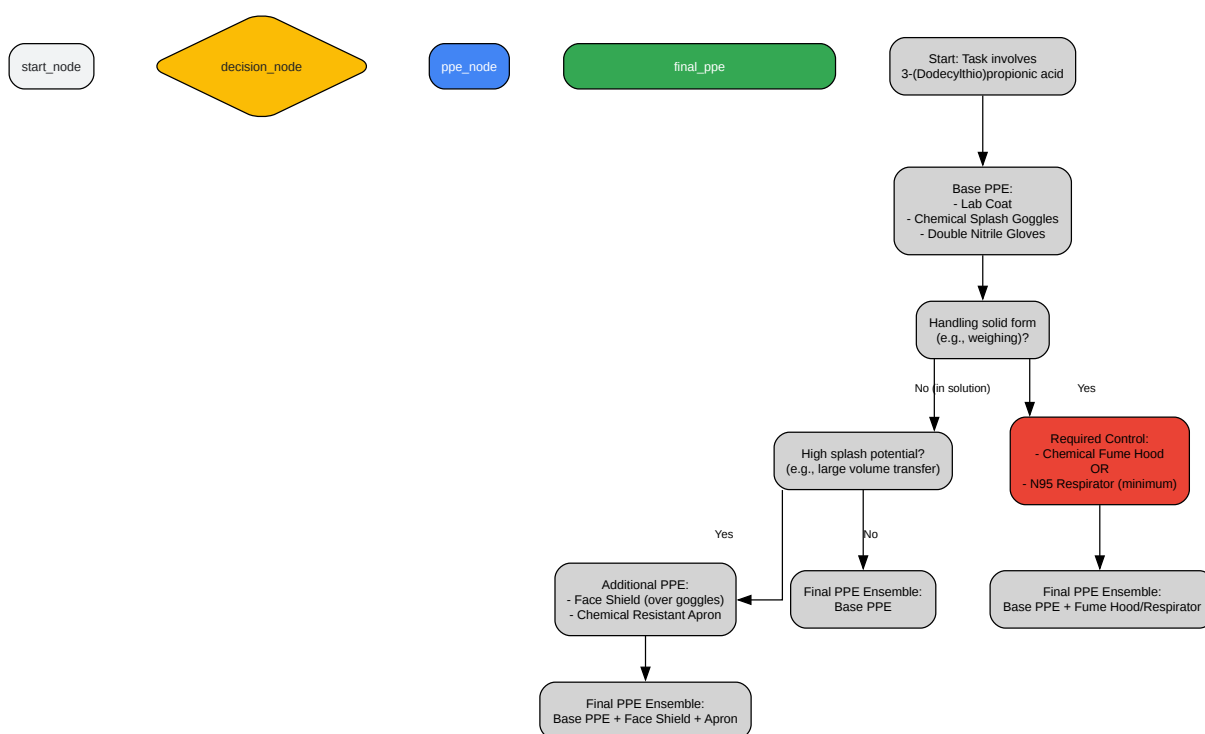 start_node
decision_node
ppe_node
final_ppe
Start: Task involves
3-(Dodecylthio)propionic acid
Base PPE:
- Lab Coat
- Chemical Splash Goggles
- Double Nitrile Gloves
Handling solid form
(e.g., weighing)?
No (in solution)
Yes
High splash potential?
(e.g., large volume transfer)
Required Control:
- Chemical Fume Hood
OR
- N95 Respirator (minimum)
Yes
No
Additional PPE:
- Face Shield (over goggles)
- Chemical Resistant Apron
Final PPE Ensemble:
Base PPE
Final PPE Ensemble:
Base PPE + Fume Hood/Respirator
Final PPE Ensemble:
Base PPE + Face Shield + Apron